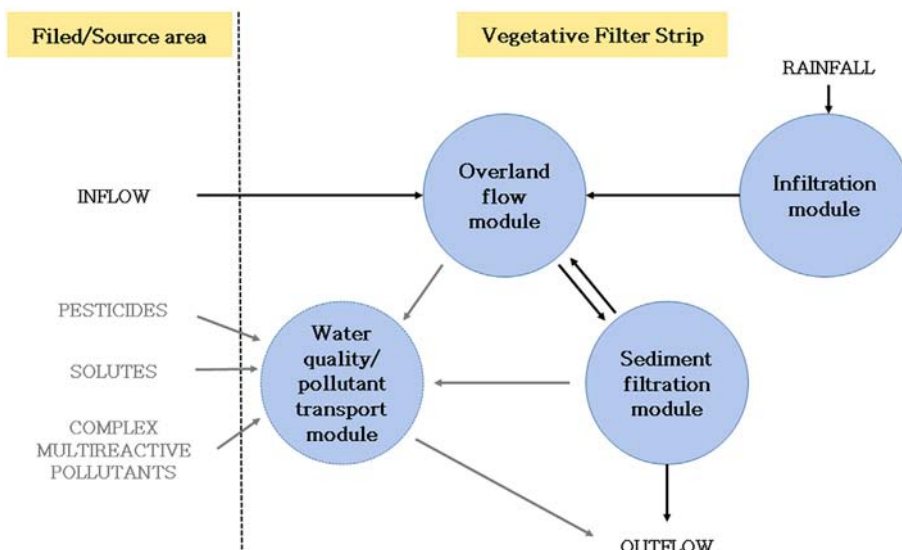 Filed/Source area
Vegetative Filter Strip
RAINFALL
INFLOW
Overland
flow
module
Infiltration
module
PESTICIDES
SOLUTES
COMPLEX
MULTIREACTIVE
POLLUTANTS
Water
quality/
pollutant
transport
module
Sediment
filtration
module
OUTFLOW